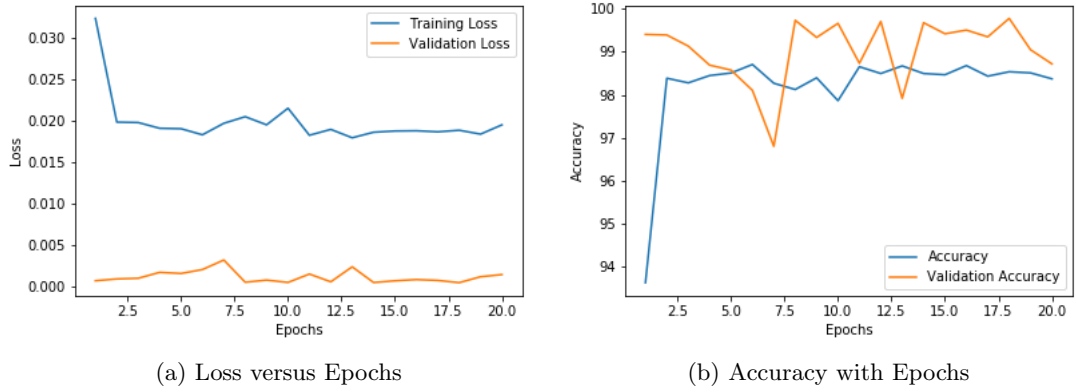 Training Loss
Validation Loss
0.030
0.025
0.020
0.015
0.010
0.005
0.000
Loss
2.5 5.0 7.5 10.0 12.5 15.0 17.5 20.0
Epochs
(a) Loss versus Epochs
100
99
98
97
96
95
94
Accuracy
Accuracy
Validation Accuracy
2.5 5.0 7.5 10.0 12.5 15.0 17.5 20.0
Epochs
(b) Accuracy with Epochs